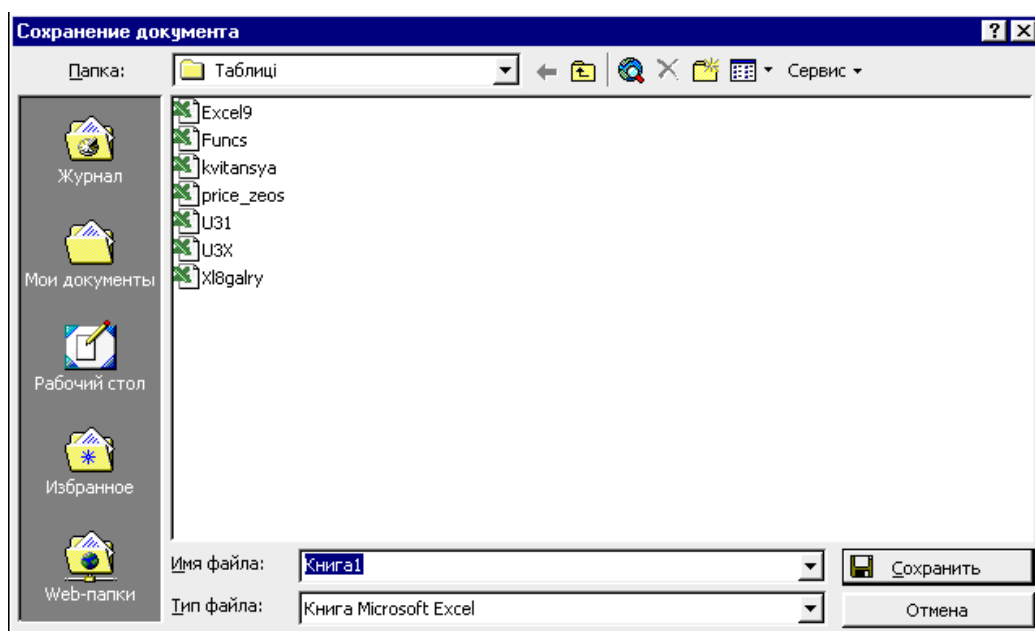 Сохранение документа
Папка:
Таблиці
Сервис
Excel9
Funcs
kvitansya
price_zeos
U31
U3X
Xl8galry
Журнал
Мои документы
Рабочий стол
Избранное
Web-папки
Имя файла:
Книга1
Сохранить
Тип файла:
Книга Microsoft Excel
Отмена